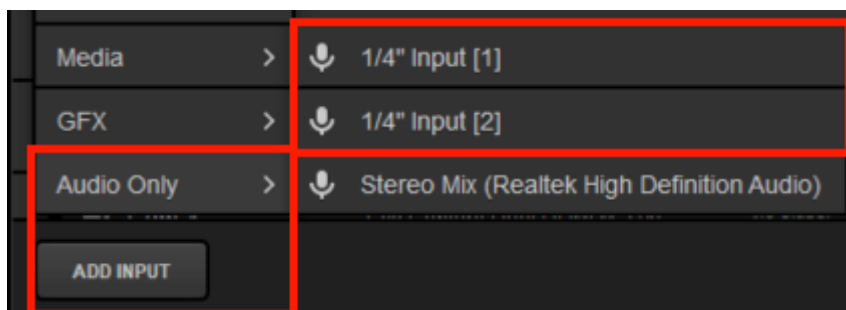 Media > 1/4" Input [1]
GFX > 1/4" Input [2]
Audio Only > Stereo Mix (Realtek High Definition Audio)
ADD INPUT